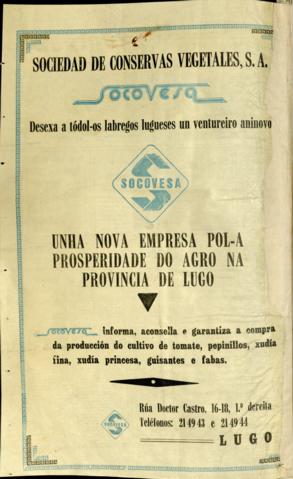 SOCIEDAD DE CONSERVAS VEGETALES, S. A.
SOCOVESA
Desexa a tódol-os labregos lugueses un ventureiro aninovo
SOCOVESA
UNHA NOVA EMPRESA POL-A
PROSPERIDADE DO AGRO NA
PROVINCIA DE LUGO
SOCOVESA informa, aconsella e garantiza a compra
da producción do cultivo de tomate, pepinillos, xudía
fina, xudía princesa, guisantes e fabas.
SOCOVESA
Rúa Doctor Castro, 16-18, 1.º dereita
Teléfonos: 21 49 43 e 21 49 44
LUGO